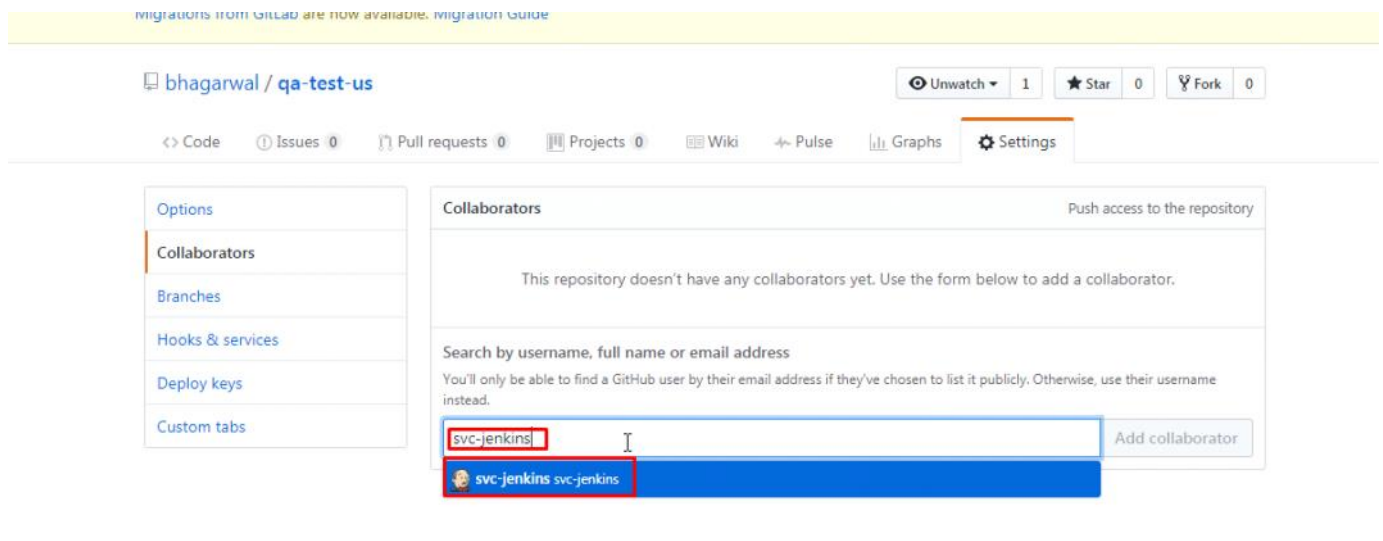 Migrations from GitLab are now available. Migration Guide
bhagarwal / qa-test-us
Unwatch 1 Star 0 Fork 0
<> Code Issues 0 Pull requests 0 Projects 0 Wiki Pulse Graphs Settings
Options
Collaborators
Branches
Hooks & services
Deploy keys
Custom tabs
Collaborators Push access to the repository
This repository doesn't have any collaborators yet. Use the form below to add a collaborator.
Search by username, full name or email address
You'll only be able to find a GitHub user by their email address if they've chosen to list it publicly. Otherwise, use their username
instead.
svc-jenkins Add collaborator
svc-jenkins svc-jenkins